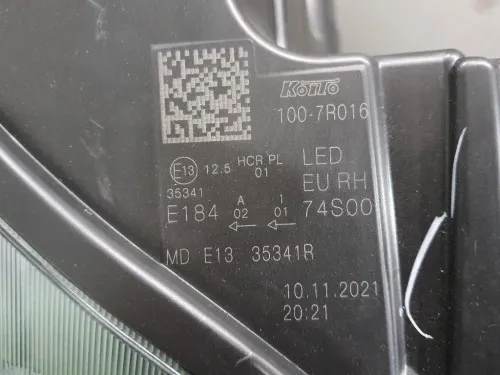 KOITO
100-7R016
E13 12.5 HCR PL LED
01
35341 EU RH
E184 A I 74S00
02 01
MD E13 35341R
10.11.2021
20:21